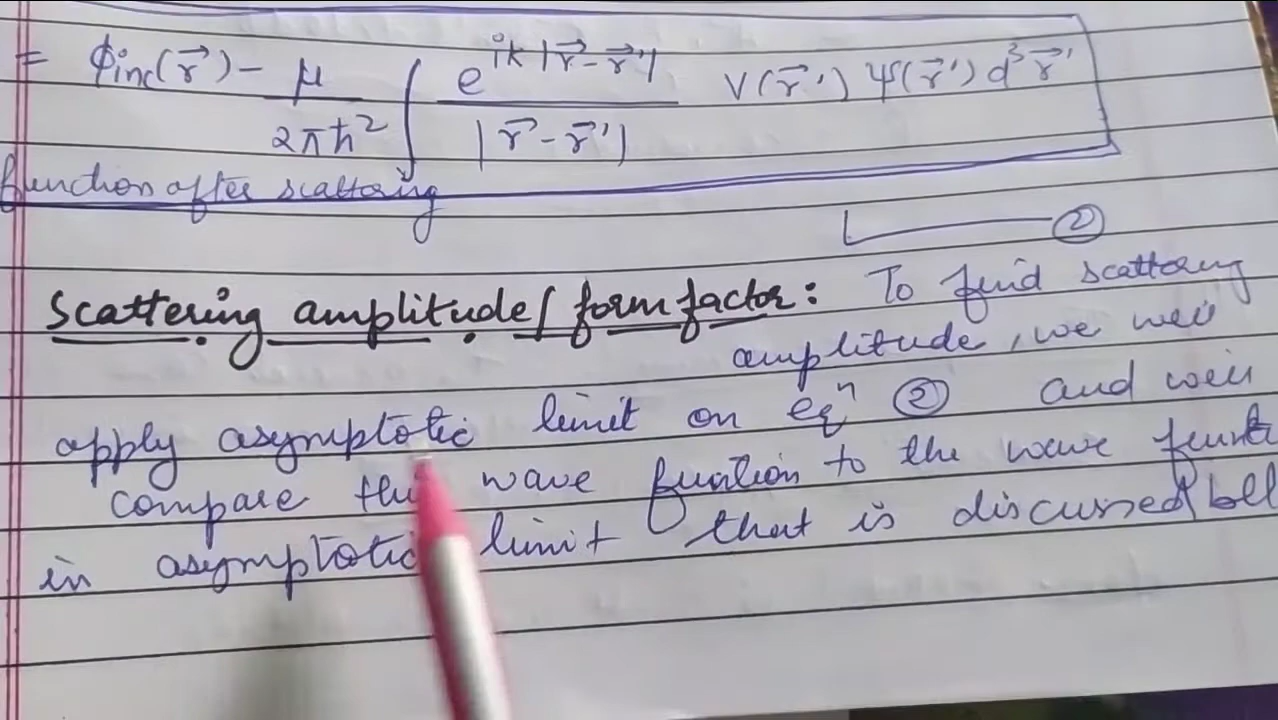 = ϕinc(r⃗) − μ/2πħ² ∫ e^{ik|r⃗−r⃗'|}/|r⃗−r⃗'| V(r⃗') ψ(r⃗') d³r⃗'
function after scattering
②
Scattering amplitude/ form factor: To find scattering
amplitude, we will
apply asymptotic limit on eqⁿ ② and will
compare this wave function to the wave funct
in asymptotic limit that is discussed